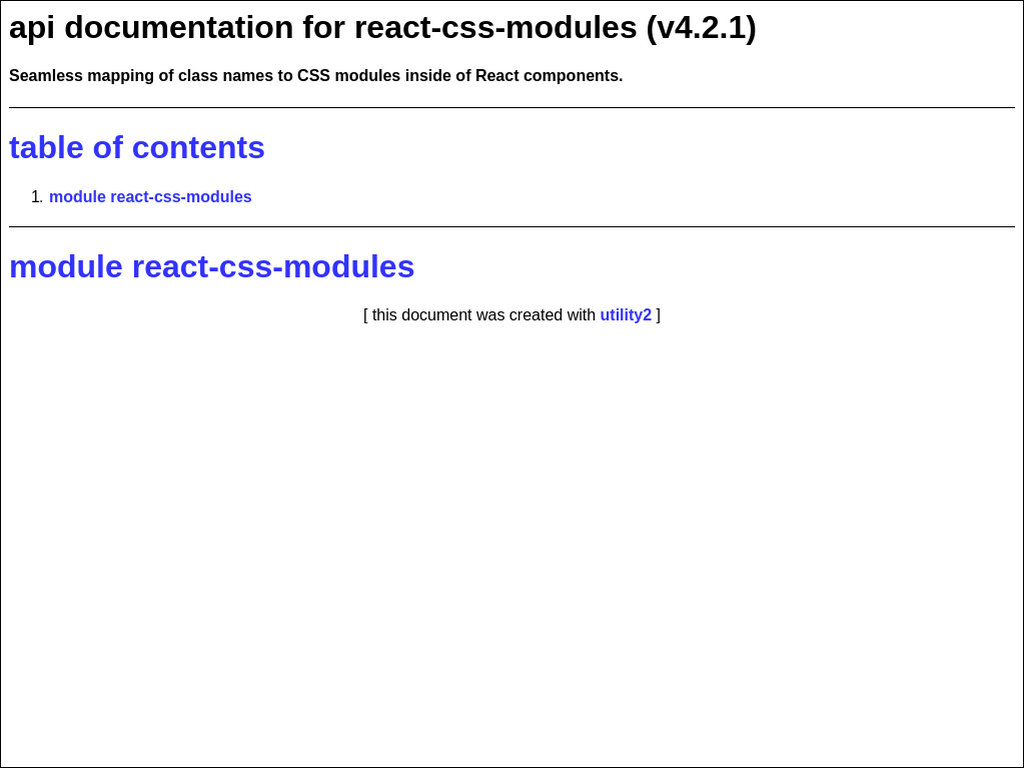 api documentation for react-css-modules (v4.2.1)
Seamless mapping of class names to CSS modules inside of React components.
table of contents
1. module react-css-modules
module react-css-modules
[ this document was created with utility2 ]